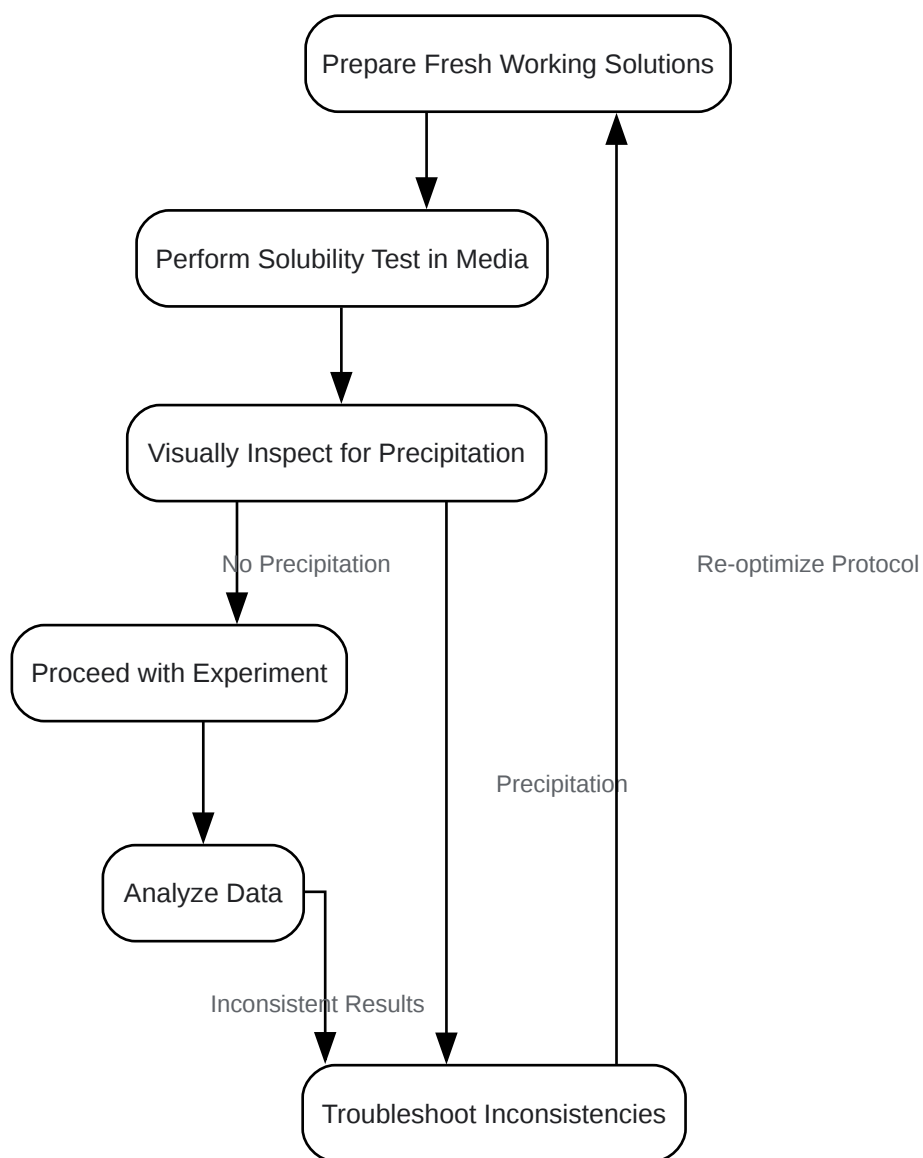 Prepare Fresh Working Solutions
Perform Solubility Test in Media
Visually Inspect for Precipitation
No Precipitation
Re-optimize Protocol
Proceed with Experiment
Precipitation
Analyze Data
Inconsistent Results
Troubleshoot Inconsistencies